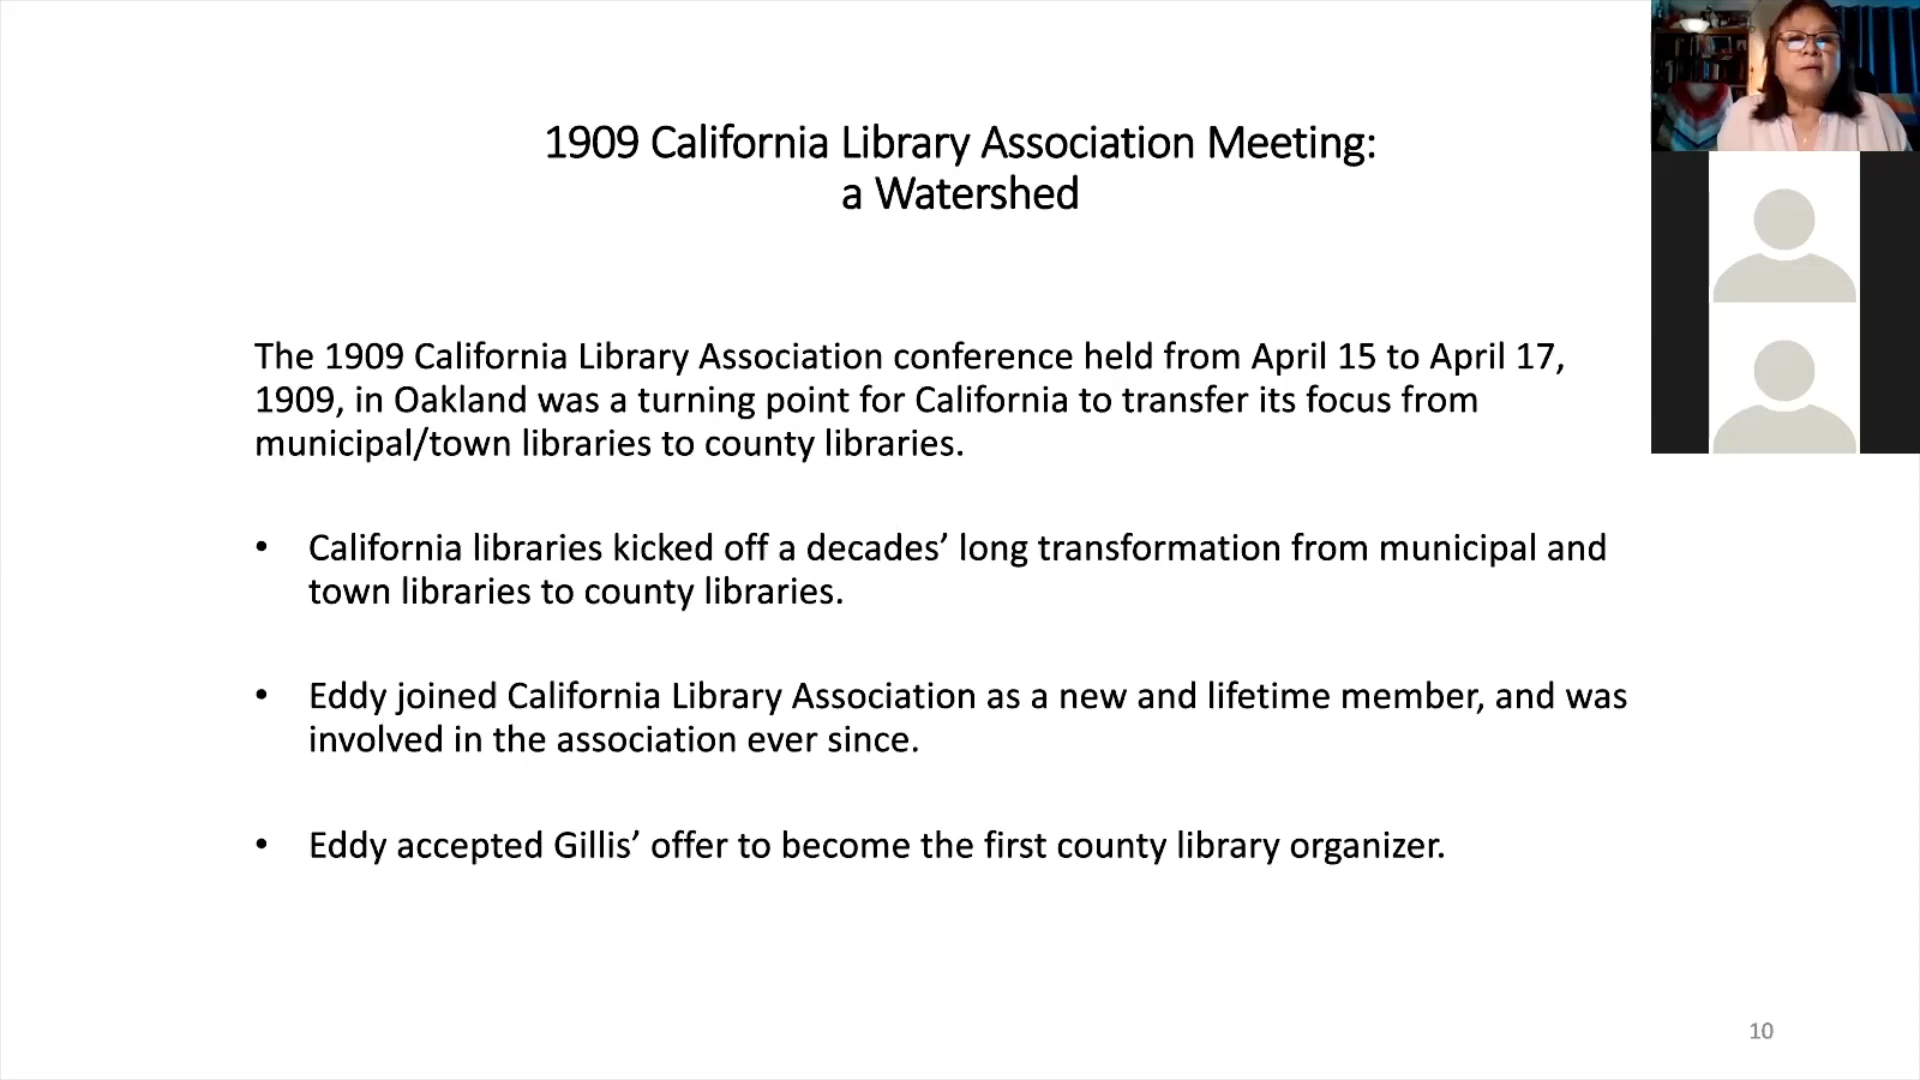 1909 California Library Association Meeting:
a Watershed
The 1909 California Library Association conference held from April 15 to April 17,
1909, in Oakland was a turning point for California to transfer its focus from
municipal/town libraries to county libraries.
• California libraries kicked off a decades’ long transformation from municipal and
town libraries to county libraries.
• Eddy joined California Library Association as a new and lifetime member, and was
involved in the association ever since.
• Eddy accepted Gillis’ offer to become the first county library organizer.
10